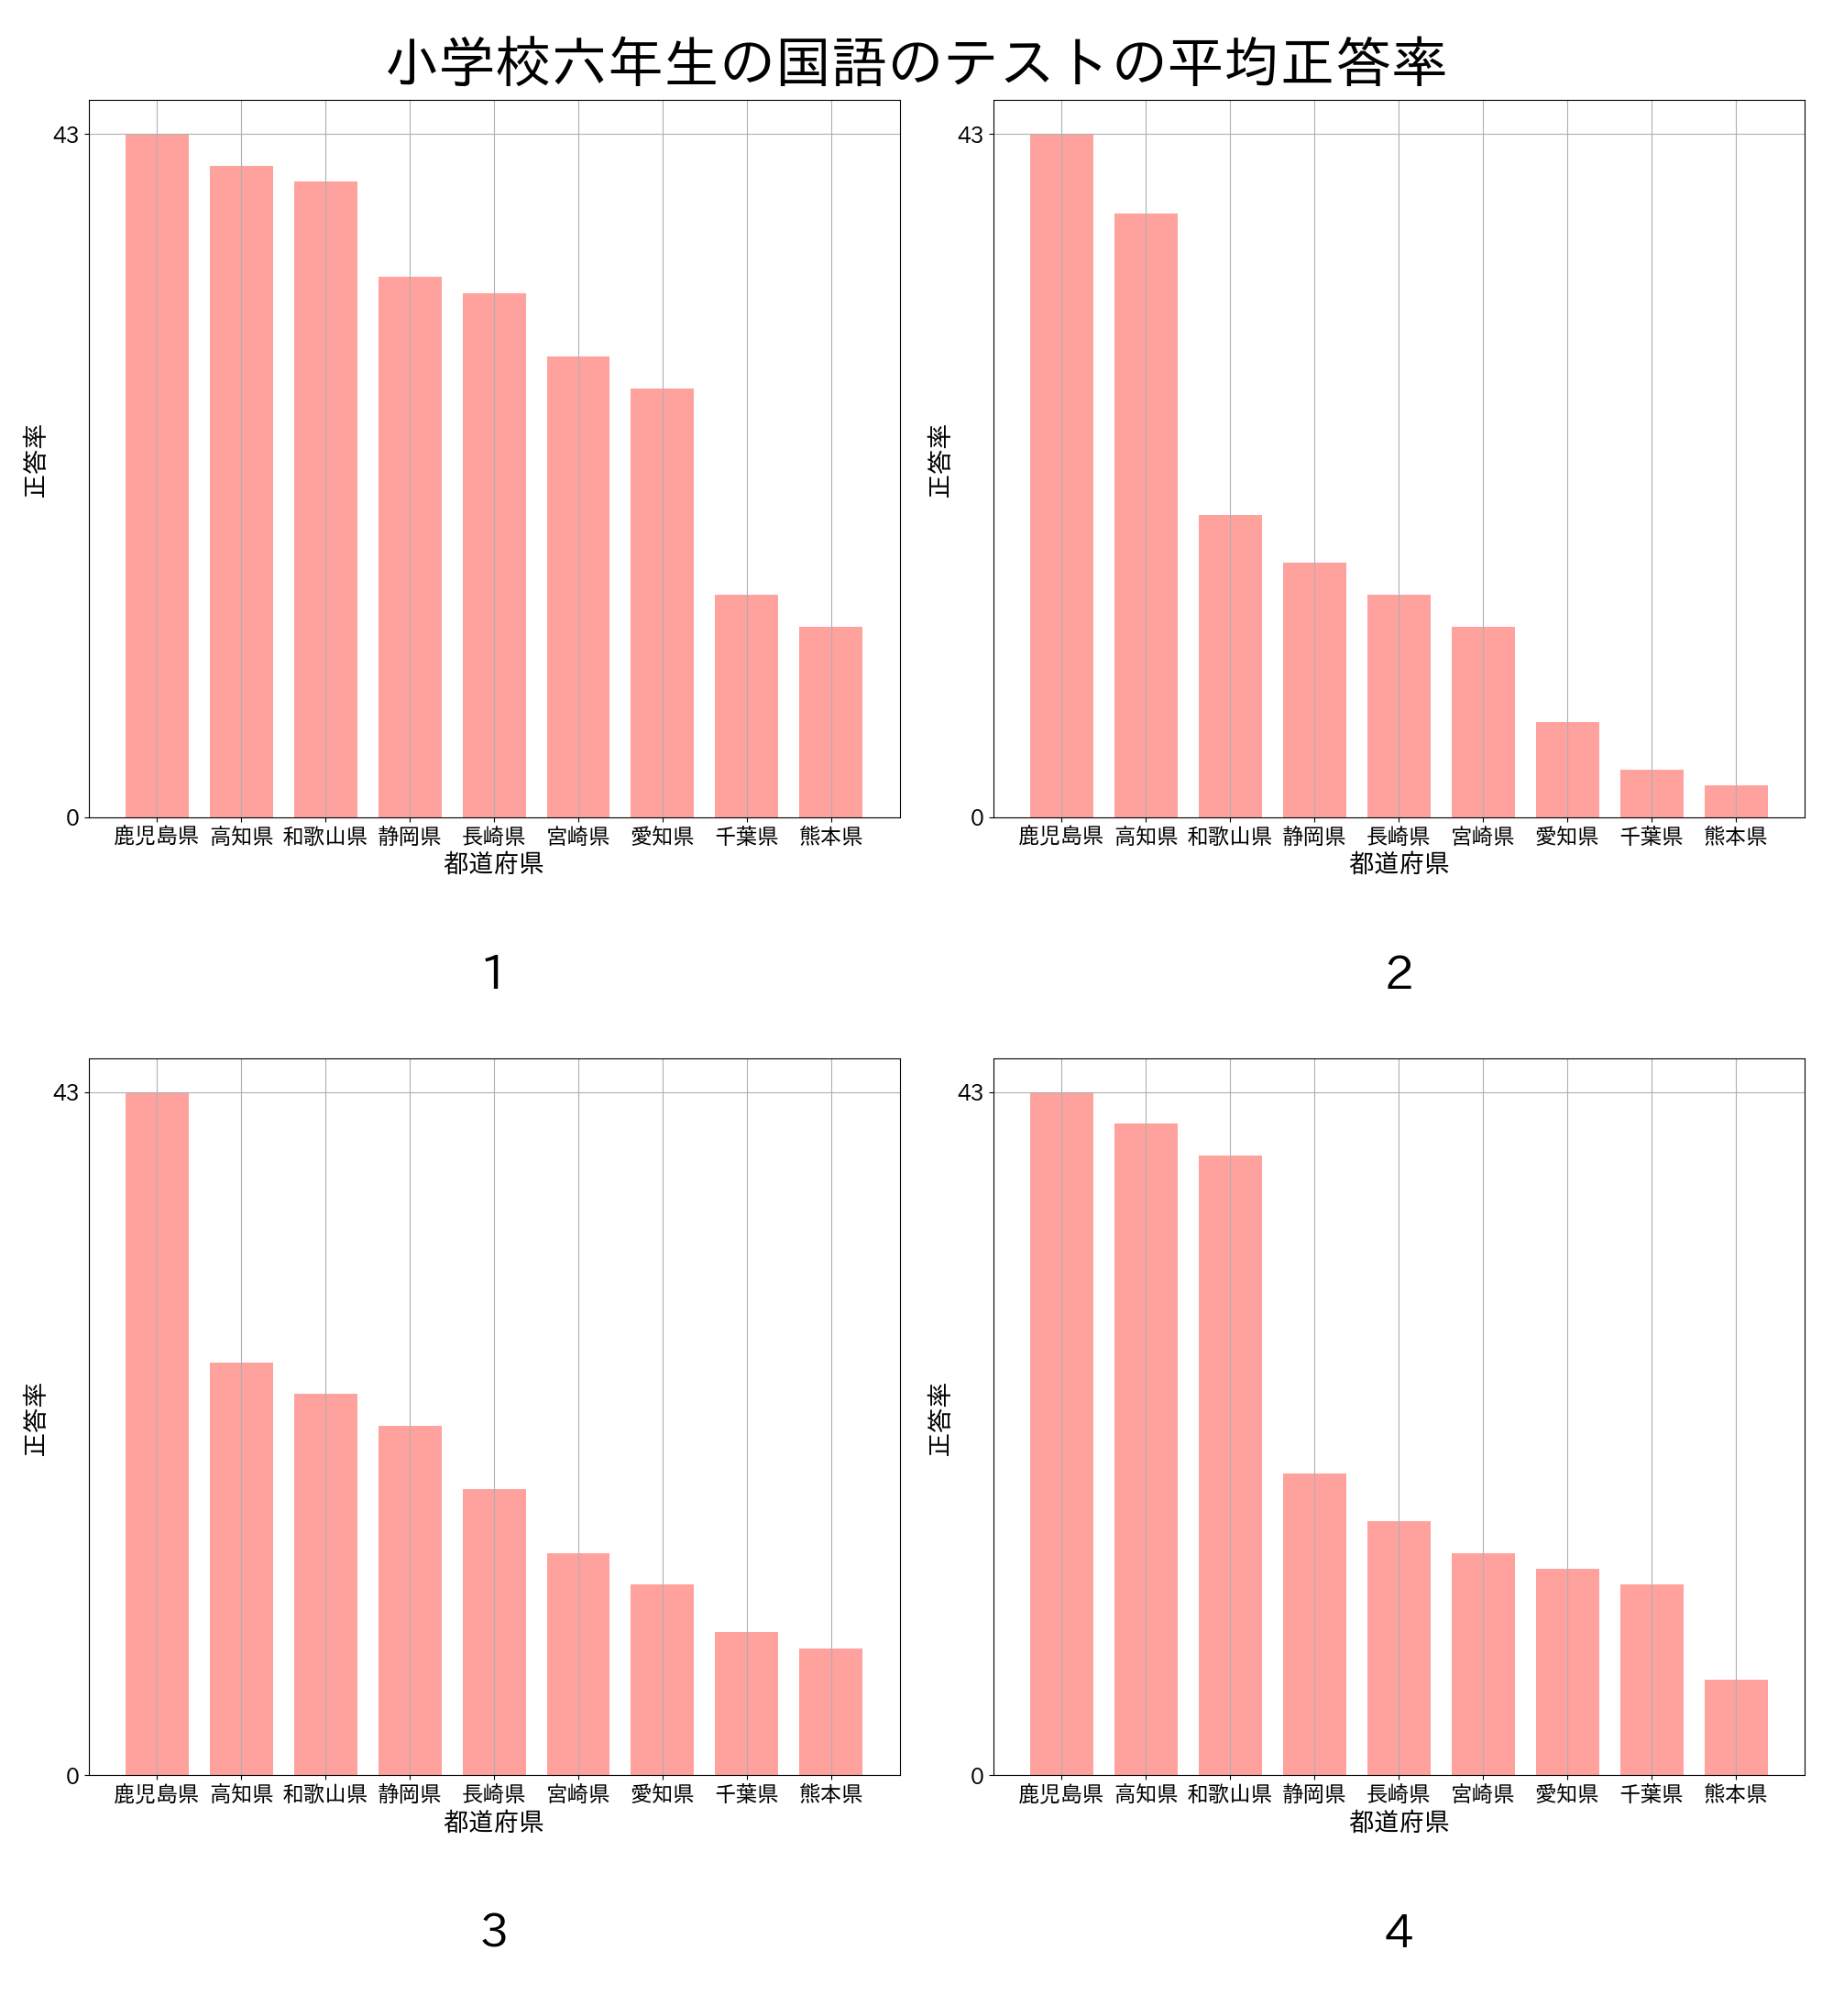 小学校六年生の国語のテストの平均正答率
43
正答率
0
鹿児島県 高知県 和歌山県 静岡県 長崎県 宮崎県 愛知県 千葉県 熊本県
都道府県
1
43
正答率
0
鹿児島県 高知県 和歌山県 静岡県 長崎県 宮崎県 愛知県 千葉県 熊本県
都道府県
2
43
正答率
0
鹿児島県 高知県 和歌山県 静岡県 長崎県 宮崎県 愛知県 千葉県 熊本県
都道府県
3
43
正答率
0
鹿児島県 高知県 和歌山県 静岡県 長崎県 宮崎県 愛知県 千葉県 熊本県
都道府県
4